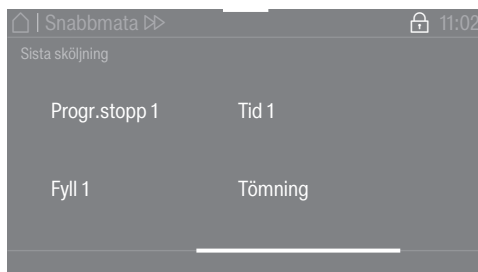 | Snabbmata 11:02
Sista sköljning
Progr.stopp 1 Tid 1
Fyll 1 Tömning